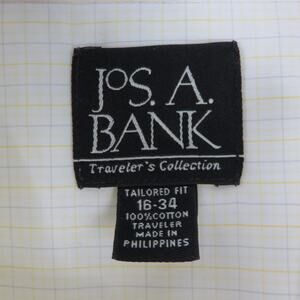 JOS. A.
BANK
Traveler's Collection
TAILORED FIT
16-34
100% COTTON
TRAVELER
MADE IN
PHILIPPINES